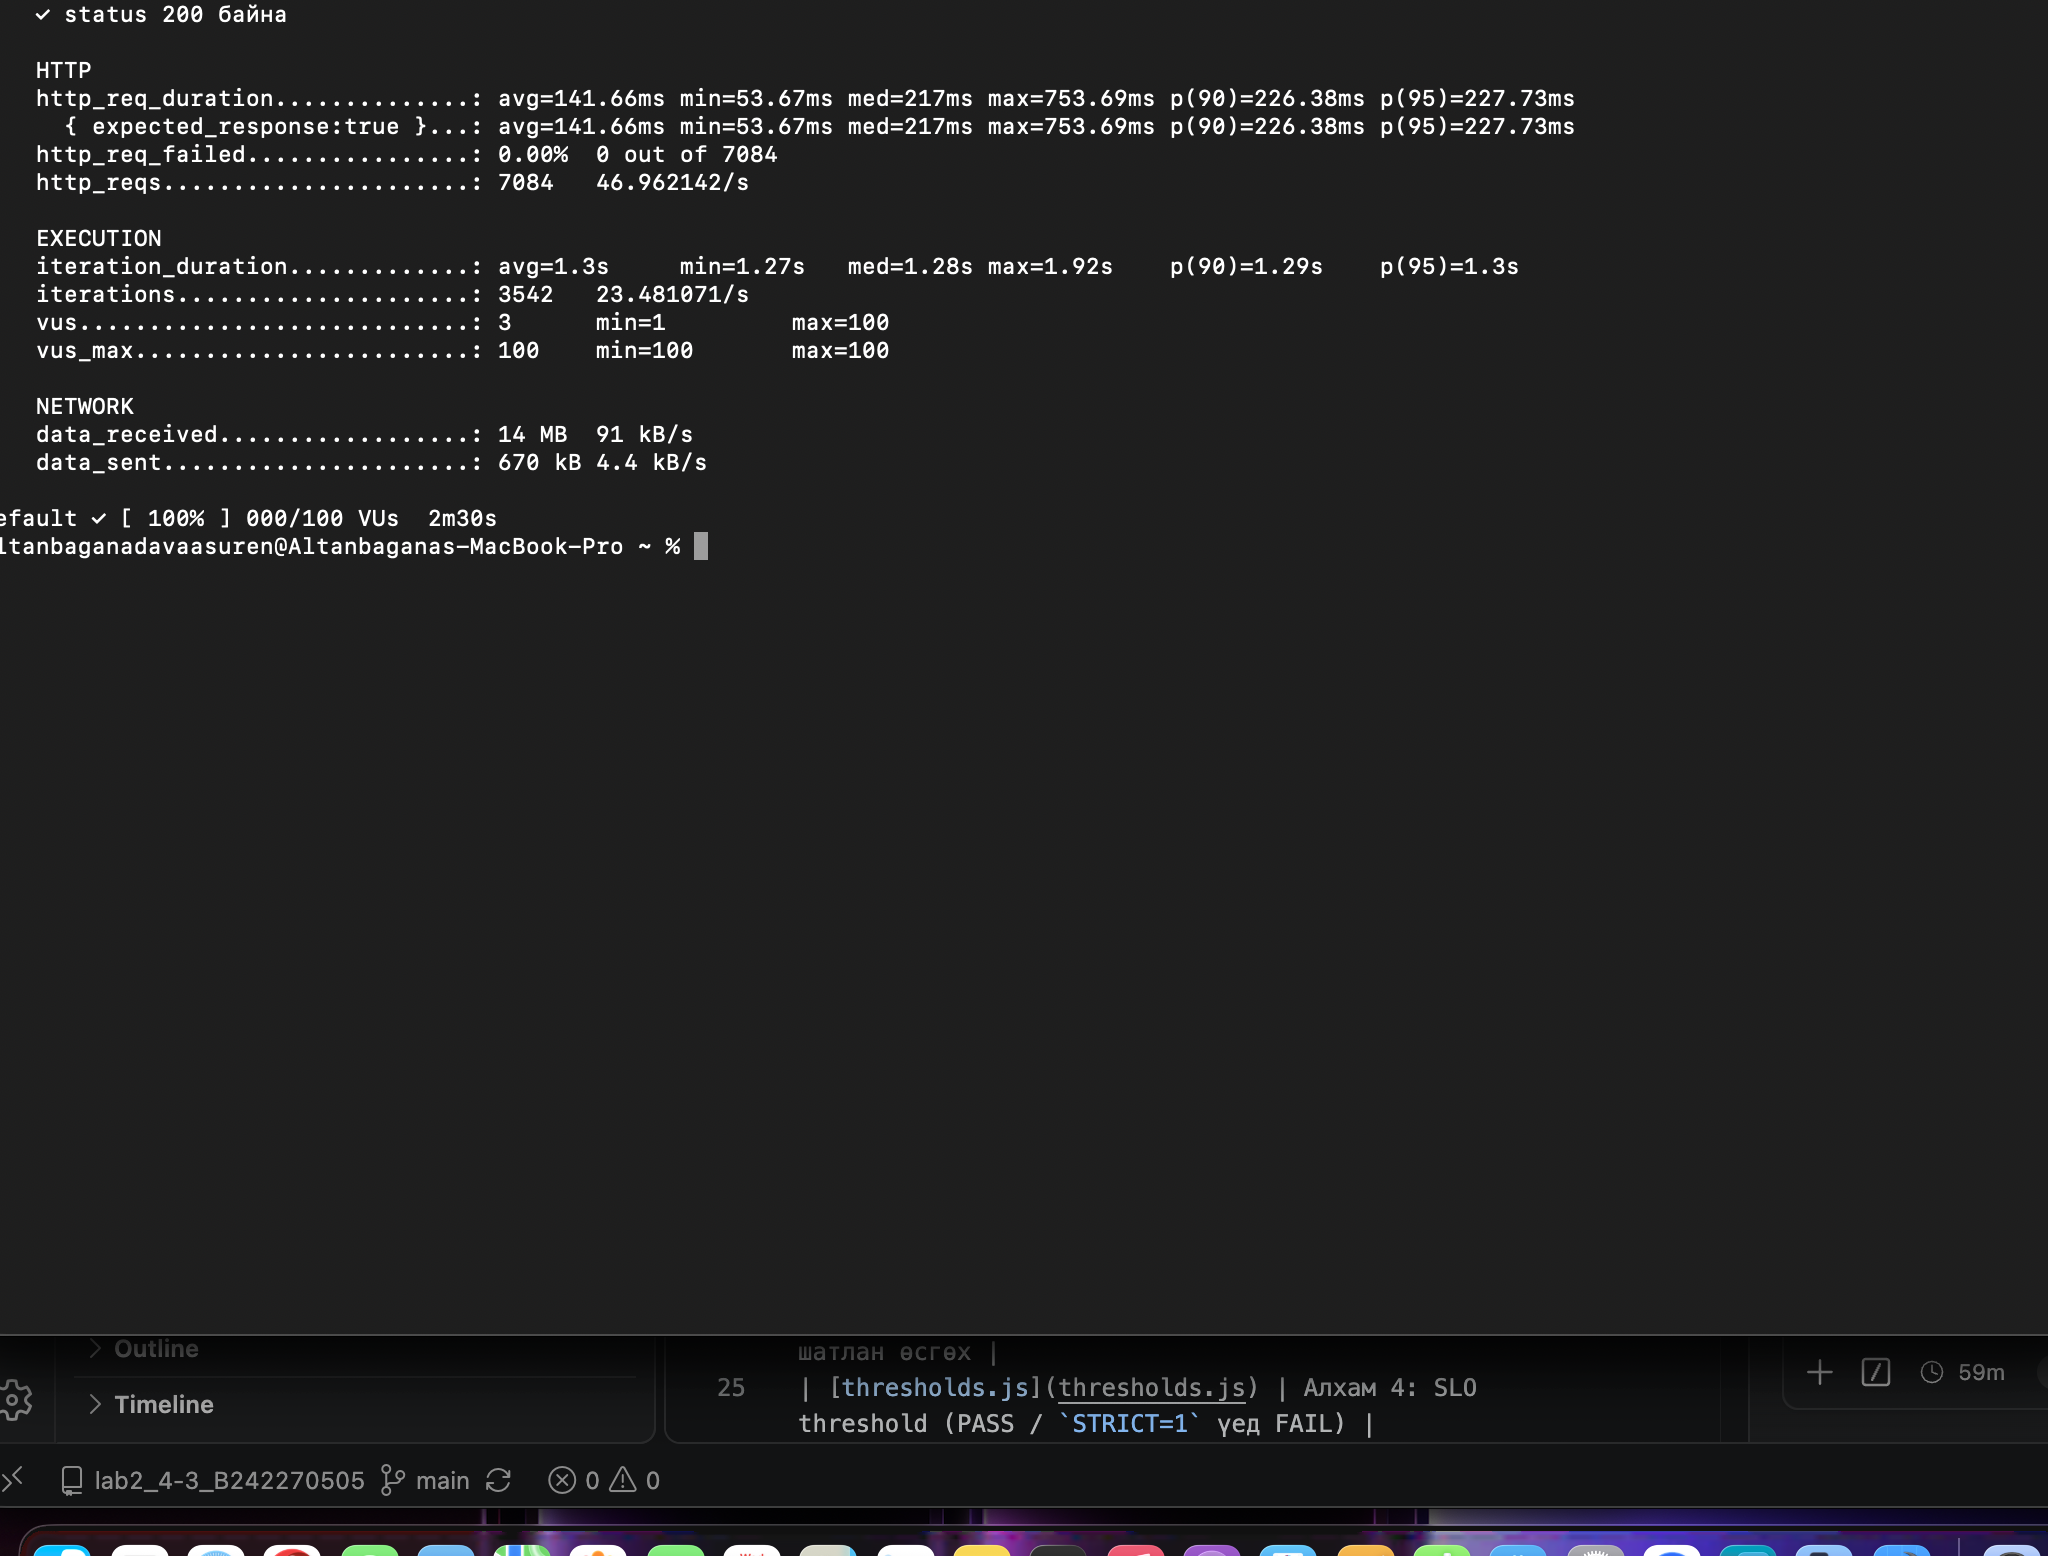 ✓ status 200 байна
HTTP
http_req_duration..............: avg=141.66ms min=53.67ms med=217ms max=753.69ms p(90)=226.38ms p(95)=227.73ms
{ expected_response:true }...: avg=141.66ms min=53.67ms med=217ms max=753.69ms p(90)=226.38ms p(95)=227.73ms
http_req_failed................: 0.00% 0 out of 7084
http_reqs......................: 7084 46.962142/s
EXECUTION
iteration_duration.............: avg=1.3s min=1.27s med=1.28s max=1.92s p(90)=1.29s p(95)=1.3s
iterations.....................: 3542 23.481071/s
vus............................: 3 min=1 max=100
vus_max........................: 100 min=100 max=100
NETWORK
data_received..................: 14 MB 91 kB/s
data_sent......................: 670 kB 4.4 kB/s
efault ✓ [ 100% ] 000/100 VUs 2m30s
ltanbaganadavaasuren@Altanbaganas-MacBook-Pro ~ %
Outline
Timeline
шатлан өсгөх |
25 | [thresholds.js](thresholds.js) | Алхам 4: SLO
threshold (PASS / `STRICT=1` үед FAIL) |
59m
lab2_4-3_B242270505 main 0 0